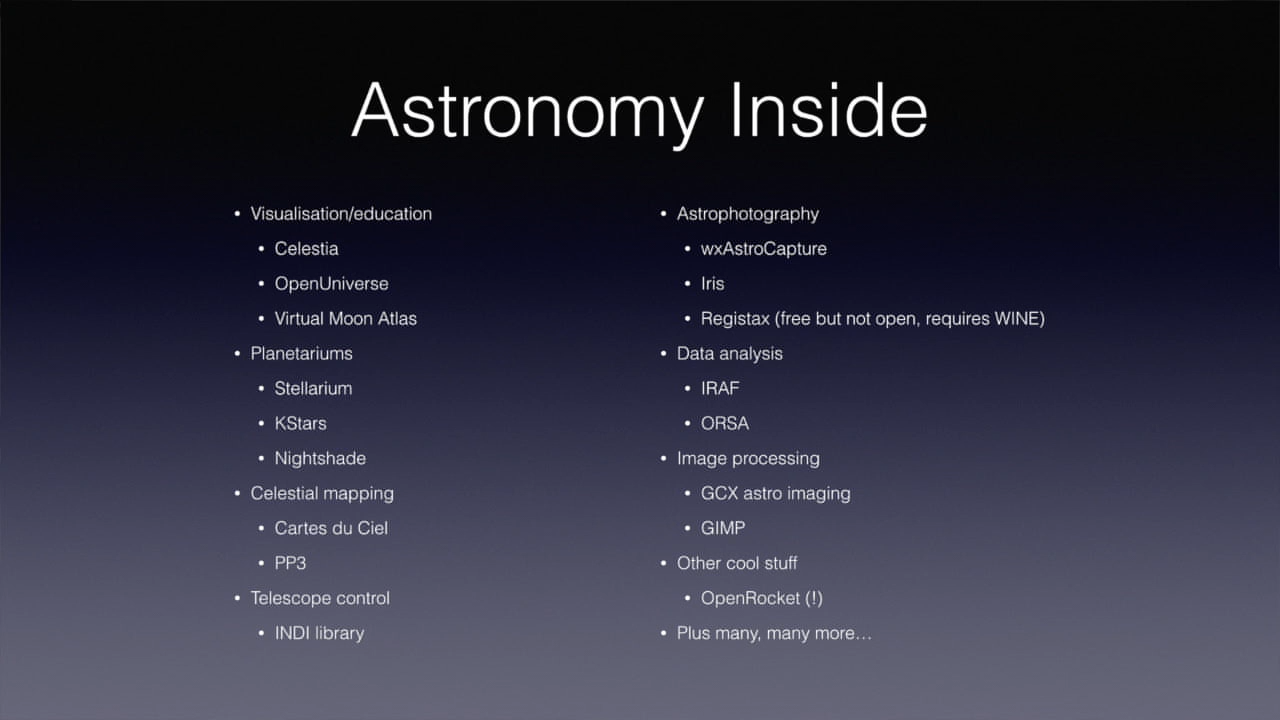 Astronomy Inside
• Visualisation/education
• Celestia
• OpenUniverse
• Virtual Moon Atlas
• Planetariums
• Stellarium
• KStars
• Nightshade
• Celestial mapping
• Cartes du Ciel
• PP3
• Telescope control
• INDI library
• Astrophotography
• wxAstroCapture
• Iris
• Registax (free but not open, requires WINE)
• Data analysis
• IRAF
• ORSA
• Image processing
• GCX astro imaging
• GIMP
• Other cool stuff
• OpenRocket (!)
• Plus many, many more…